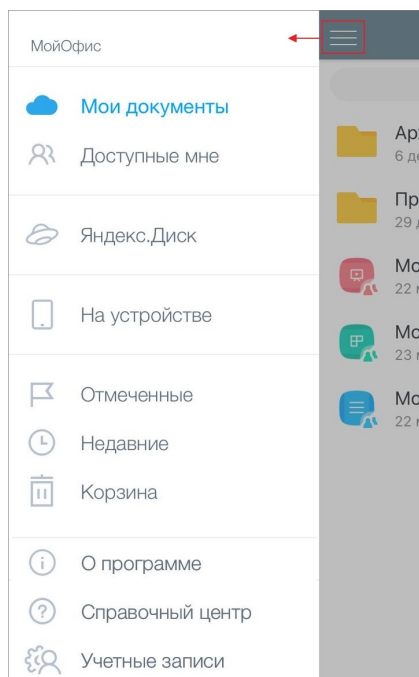 МойОфис
Мои документы
Доступные мне
Яндекс.Диск
На устройстве
Отмеченные
Недавние
Корзина
О программе
Справочный центр
Учетные записи